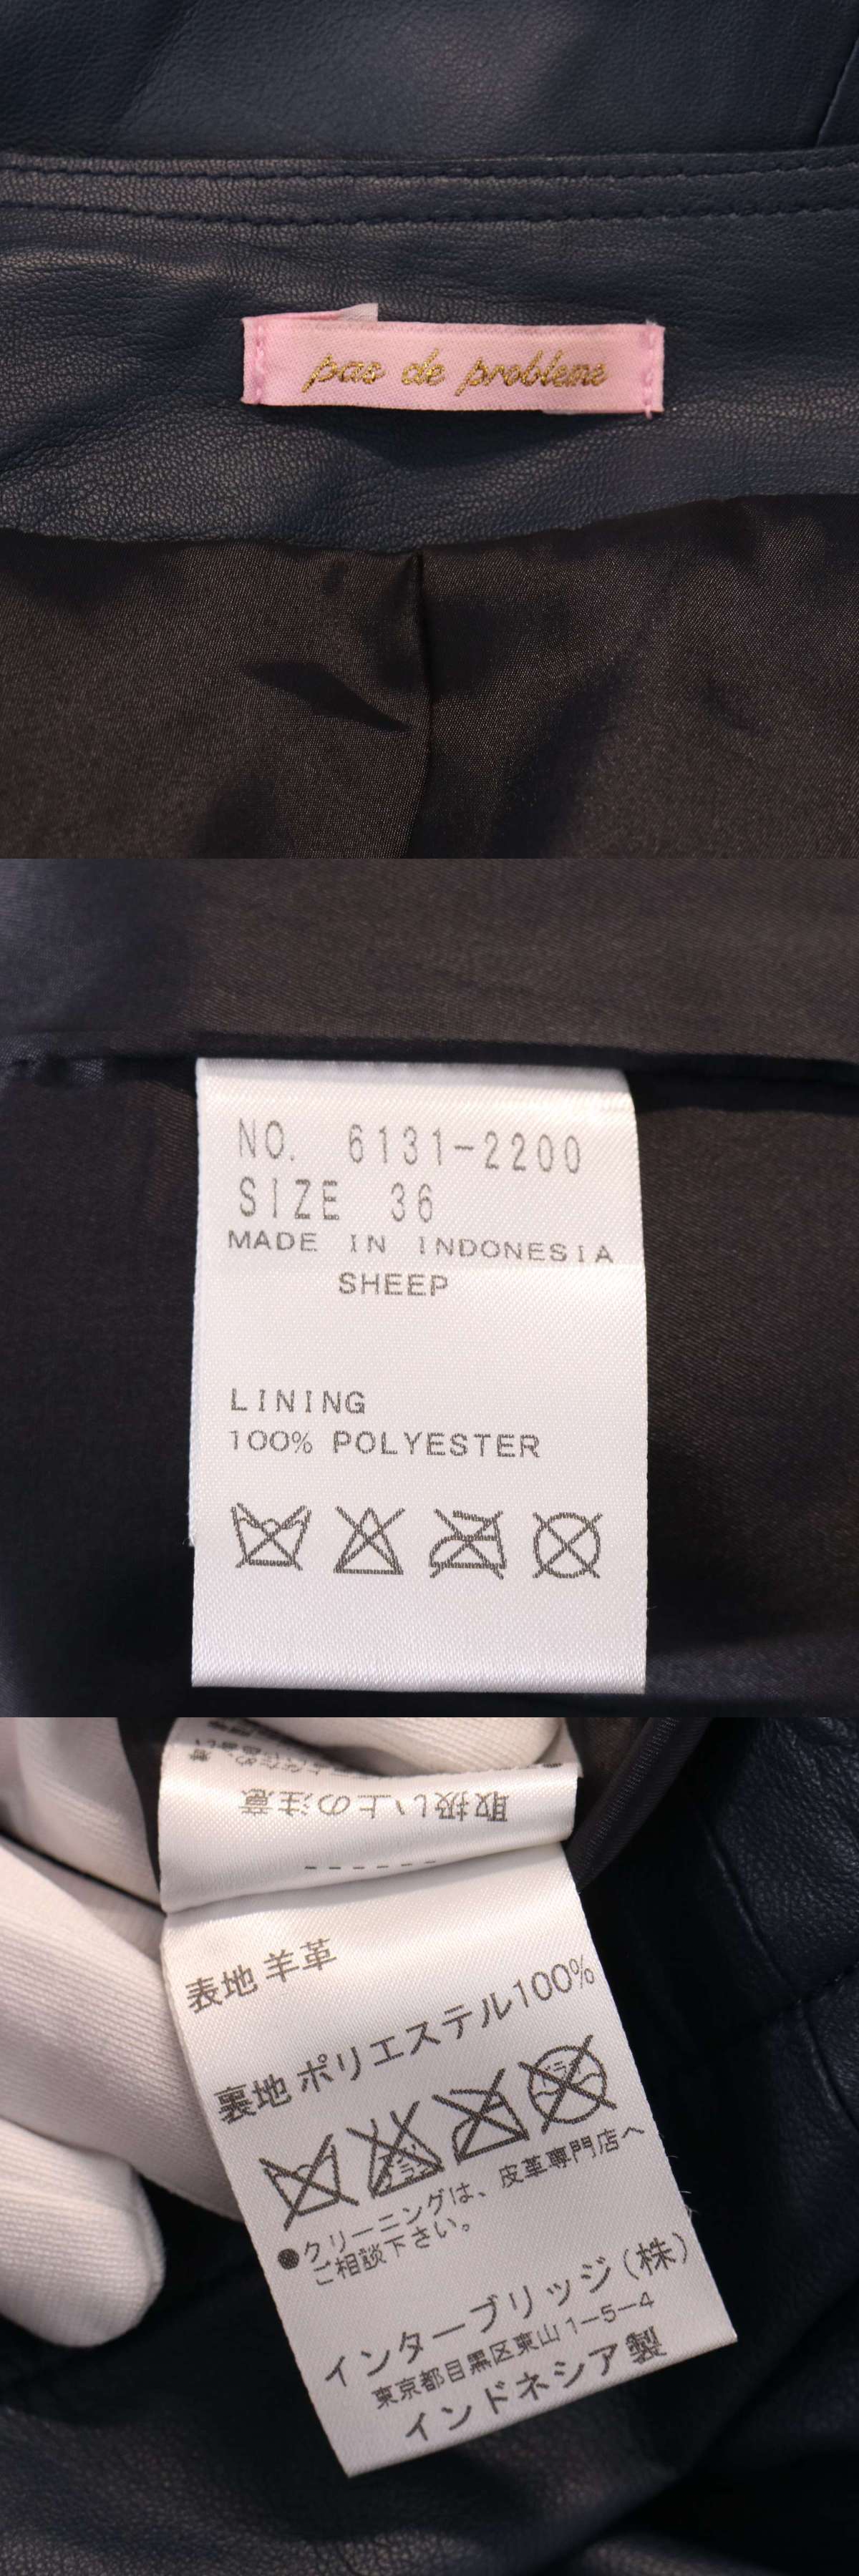 pas de probleme
NO. 6131-2200
SIZE 36
MADE IN INDONESIA
SHEEP
LINING
100% POLYESTER
取扱い上の注意
------
表地 羊革
裏地 ポリエステル100%
●クリーニングは、皮革専門店へ
ご相談下さい。
インターブリッジ(株)
東京都目黒区東山1-5-4
インドネシア製